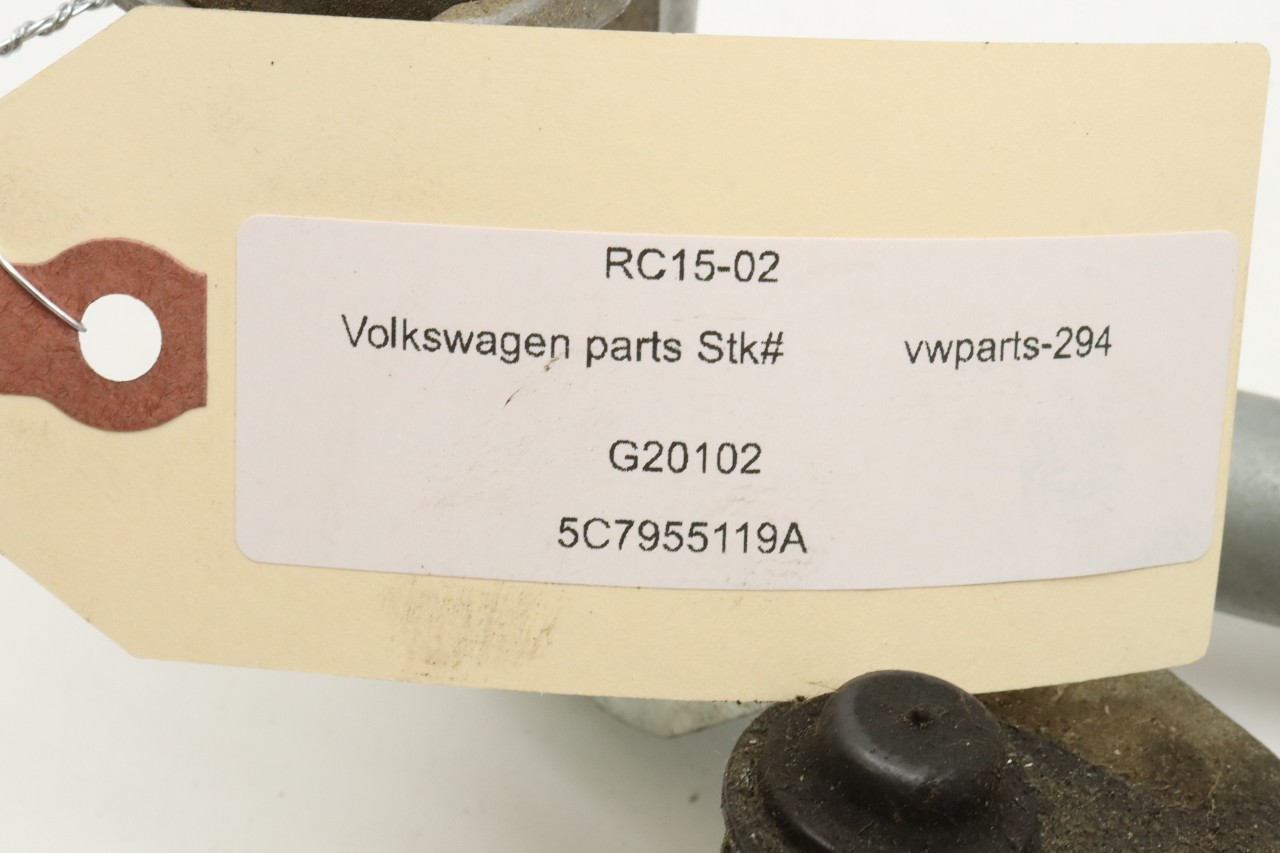 RC15-02
Volkswagen parts Stk# vwparts-294
G20102
5C7955119A